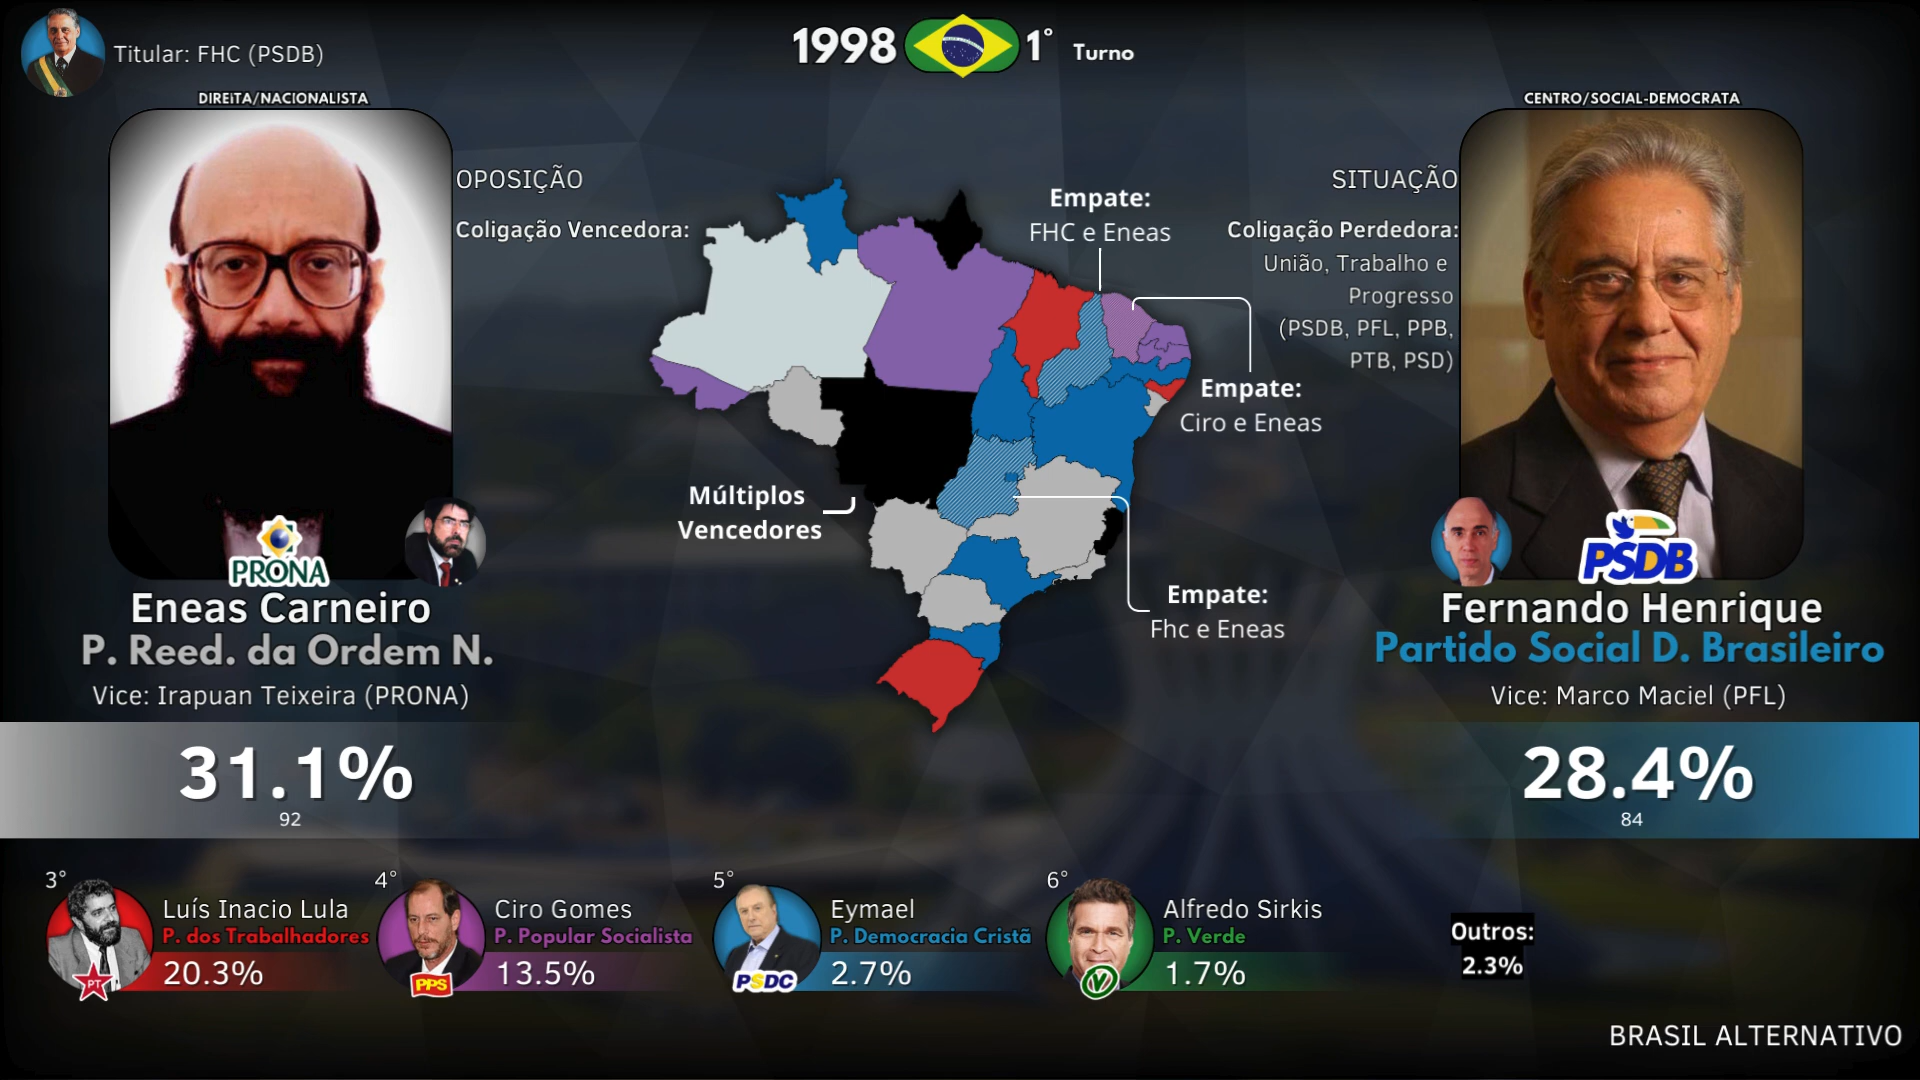 Titular: FHC (PSDB)
1998 1° Turno
DIREITA/NACIONALISTA
CENTRO/SOCIAL-DEMOCRATA
OPOSIÇÃO
Coligação Vencedora:
SITUAÇÃO
Coligação Perdedora:
União, Trabalho e
Progresso
(PSDB, PFL, PPB,
PTB, PSD)
Empate:
FHC e Eneas
Empate:
Ciro e Eneas
Múltiplos
Vencedores
Empate:
Fhc e Eneas
PRONA
Eneas Carneiro
P. Reed. da Ordem N.
Vice: Irapuan Teixeira (PRONA)
31.1%
92
PSDB
Fernando Henrique
Partido Social D. Brasileiro
Vice: Marco Maciel (PFL)
28.4%
84
3°
PT
Luís Inacio Lula
P. dos Trabalhadores
20.3%
4°
PPS
Ciro Gomes
P. Popular Socialista
13.5%
5°
PSDC
Eymael
P. Democracia Cristã
2.7%
6°
V
Alfredo Sirkis
P. Verde
1.7%
Outros:
2.3%
BRASIL ALTERNATIVO